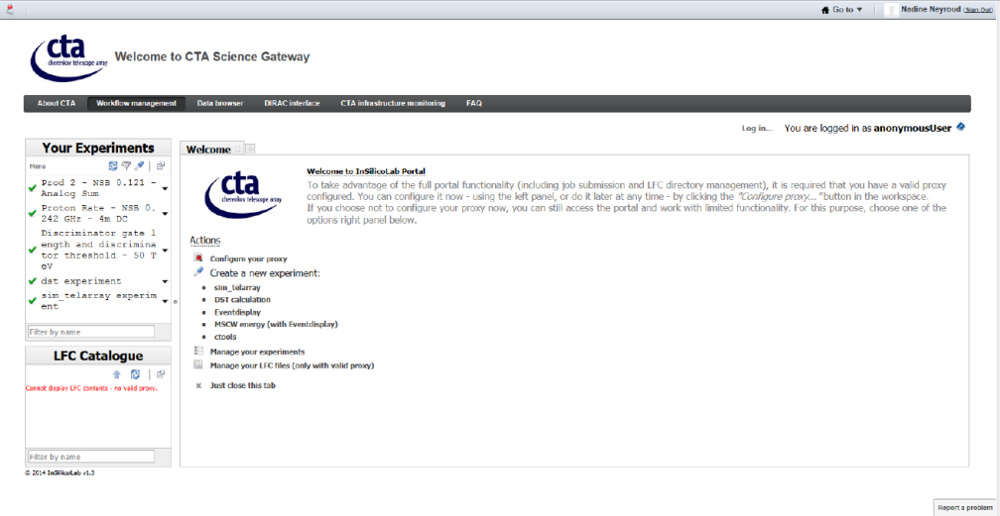 Go to ▼
Nadine Neyroud (Sign Out)
cta
cherenkov telescope array
Welcome to CTA Science Gateway
About CTA
Workflow management
Data browser
DIRAC interface
CTA infrastructure monitoring
FAQ
Log in...
You are logged in as anonymousUser
Your Experiments
Menu
Prod 2 - NSB 0.121 -
Analog Sum
Proton Rate - NSB 0.
242 GHz - 4m DC
Discriminator gate l
ength and discrimina
tor threshold - 50 T
eV
dst experiment
sim_telarray experim
ent
Filter by name
LFC Catalogue
Cannot display LFC contents - no valid proxy.
Filter by name
© 2014 InSilicoLab v1.3
Welcome
cta
cherenkov telescope array
Welcome to InSilicoLab Portal
To take advantage of the full portal functionality (including job submission and LFC directory management), it is required that you have a valid proxy
configured. You can configure it now - using the left panel, or do it later at any time - by clicking the "Configure proxy..." button in the workspace.
If you choose not to configure your proxy now, you can still access the portal and work with limited functionality. For this purpose, choose one of the
options right panel below.
Actions
Configure your proxy
Create a new experiment:
sim_telarray
DST calculation
Eventdisplay
MSCW energy (with Eventdisplay)
ctools
Manage your experiments
Manage your LFC files (only with valid proxy)
Just close this tab
Report a problem